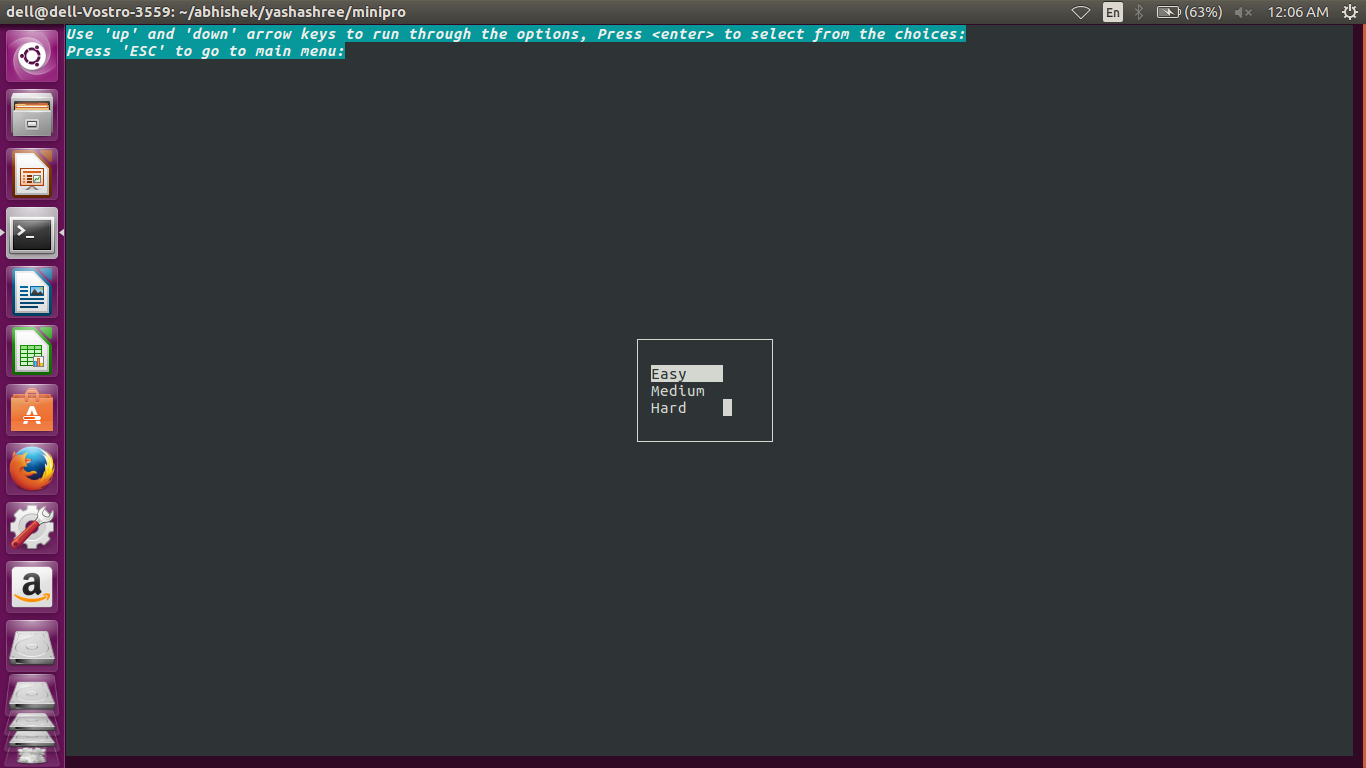 dell@dell-Vostro-3559: ~/abhishek/yashashree/minipro
En
(63%)
12:06 AM
Use 'up' and 'down' arrow keys to run through the options, Press <enter> to select from the choices:
Press 'ESC' to go to main menu:
Easy
Medium
Hard